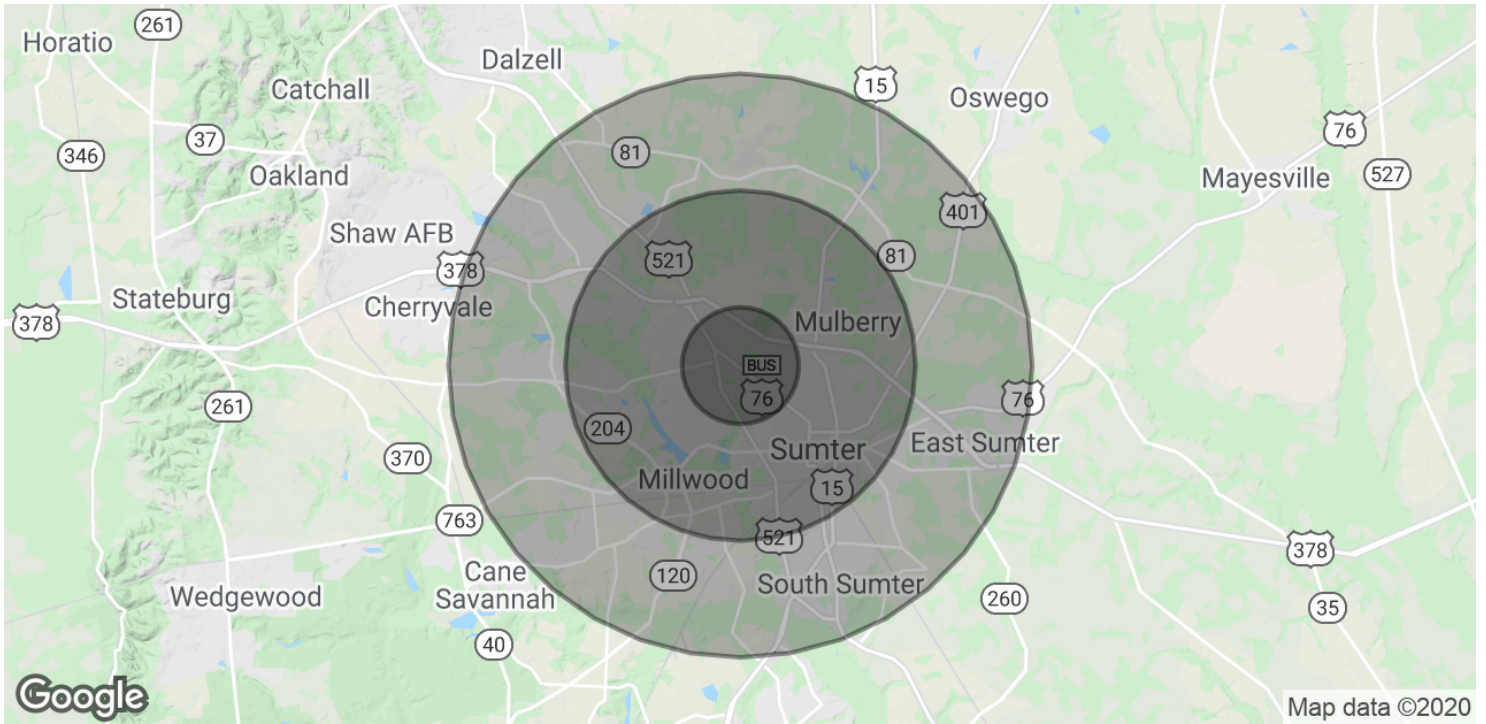 261
Horatio
Dalzell
15
Catchall
Oswego
76
37
346
81
527
Oakland
Mayesville
401
Shaw AFB
521
81
378
Stateburg
Cherryvale
378
Mulberry
BUS
76
76
261
204
East Sumter
Sumter
370
Millwood
15
763
521
378
Cane
Savannah
120
South Sumter
Wedgewood
260
35
40
Google
Map data ©2020